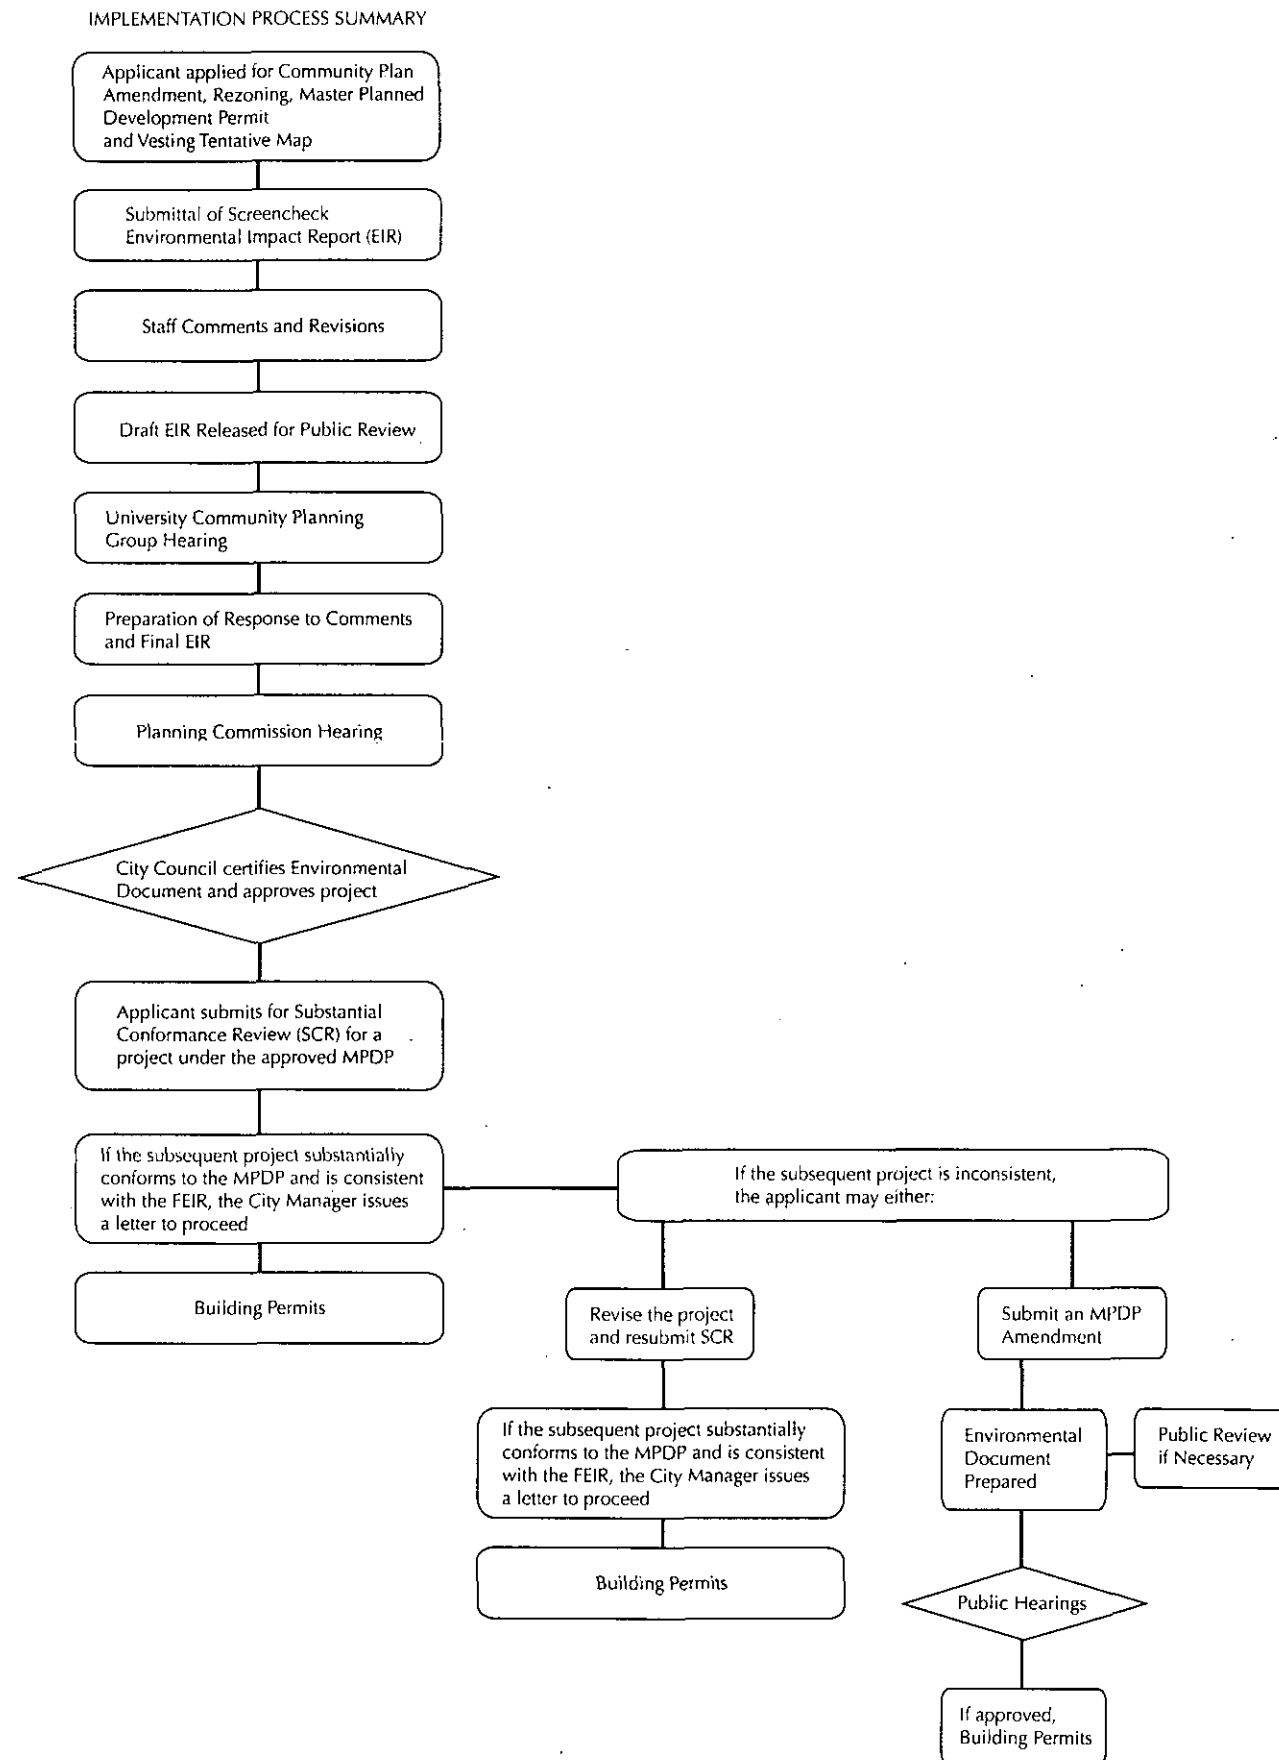 IMPLEMENTATION PROCESS SUMMARY
Applicant applied for Community Plan
Amendment, Rezoning, Master Planned
Development Permit
and Vesting Tentative Map
Submittal of Screencheck
Environmental Impact Report (EIR)
Staff Comments and Revisions
Draft EIR Released for Public Review
University Community Planning
Group Hearing
Preparation of Response to Comments
and Final EIR
Planning Commission Hearing
City Council certifies Environmental
Document and approves project
Applicant submits for Substantial
Conformance Review (SCR) for a
project under the approved MPDP
If the subsequent project substantially
conforms to the MPDP and is consistent
with the FEIR, the City Manager issues
a letter to proceed
Building Permits
If the subsequent project is inconsistent,
the applicant may either:
Revise the project
and resubmit SCR
If the subsequent project substantially
conforms to the MPDP and is consistent
with the FEIR, the City Manager issues
a letter to proceed
Building Permits
Submit an MPDP
Amendment
Environmental
Document
Prepared
Public Review
if Necessary
Public Hearings
If approved,
Building Permits